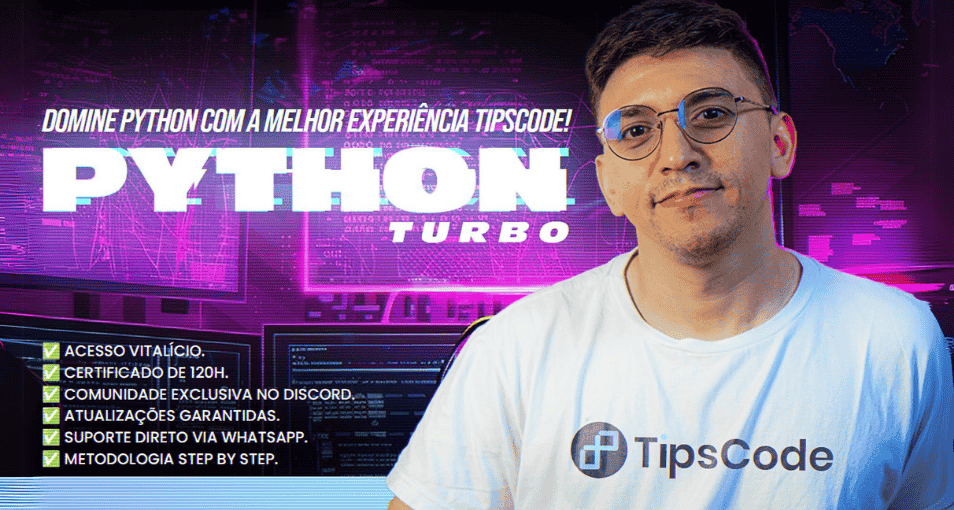 DOMINE PYTHON COM A MELHOR EXPERIÊNCIA TIPSCODE!
PYTHON
TURBO
✅ ACESSO VITALÍCIO.
✅ CERTIFICADO DE 120H.
✅ COMUNIDADE EXCLUSIVA NO DISCORD.
✅ ATUALIZAÇÕES GARANTIDAS.
✅ SUPORTE DIRETO VIA WHATSAPP.
✅ METODOLOGIA STEP BY STEP.
TipsCode